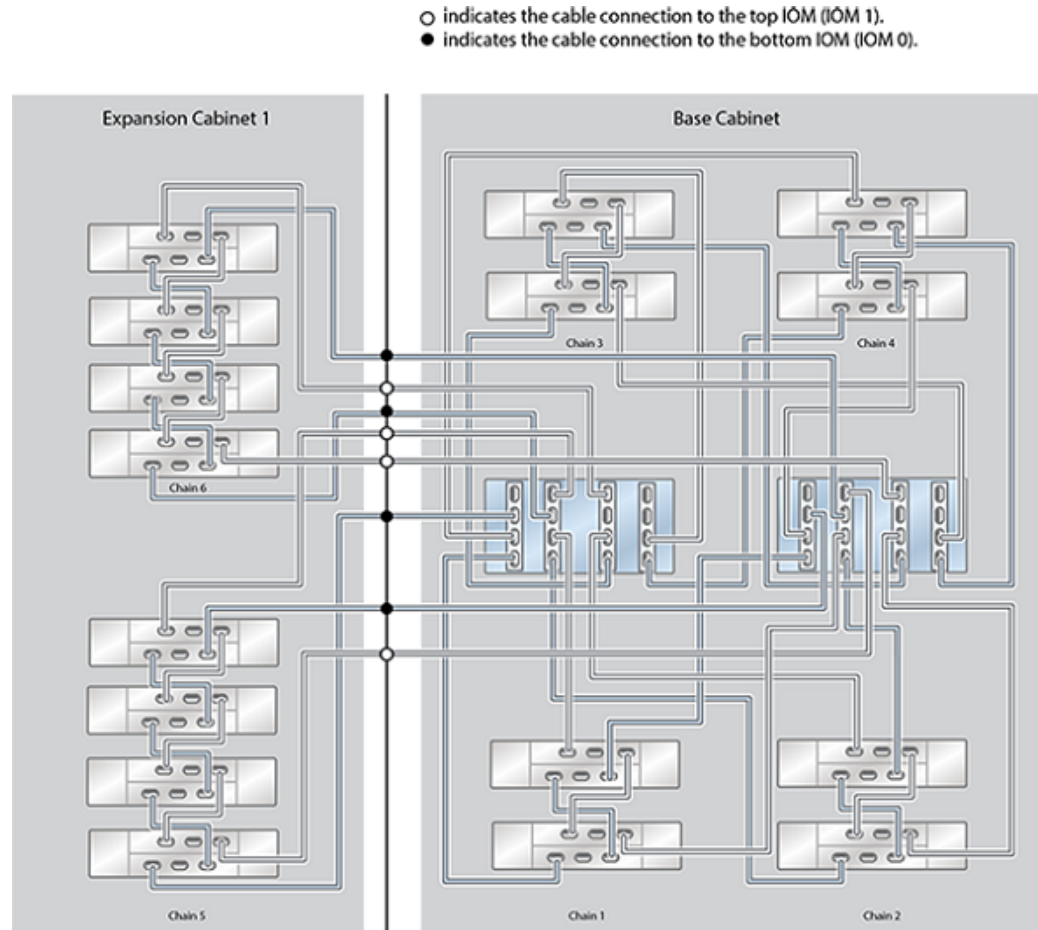 indicates the cable connection to the top IOM (IOM 1).
indicates the cable connection to the bottom IOM (IOM 0).
Expansion Cabinet 1
Base Cabinet
Chain 3
Chain 4
Chain 6
Chain 5
Chain 1
Chain 2